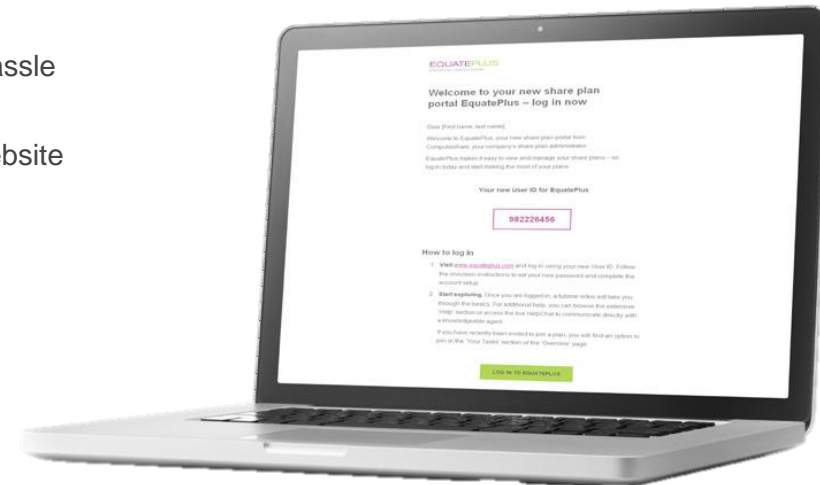 assle
ebsite
EQUATEPLUS
Welcome to your new share plan
portal EquatePlus – log in now
Dear [First name, last name],
Welcome to EquatePlus, your new share plan portal from
Computershare, your company's share plan administrator.
EquatePlus makes it easy to view and manage your share plans – so
log in today and start making the most of your plans.
Your new User ID for EquatePlus
982226456
How to log in
1. Visit www.equateplus.com and log in using your new User ID. Follow
the onscreen instructions to set your new password and complete the
account setup.
2. Start exploring. Once you are logged in, a tutorial video will take you
through the basics. For additional help, you can browse the extensive
'Help' section or access the live HelpChat to communicate directly with
a knowledgeable agent.
If you have recently been invited to join a plan, you will find an option to
join in the 'Your Tasks' section of the 'Overview' page.
LOG IN TO EQUATEPLUS